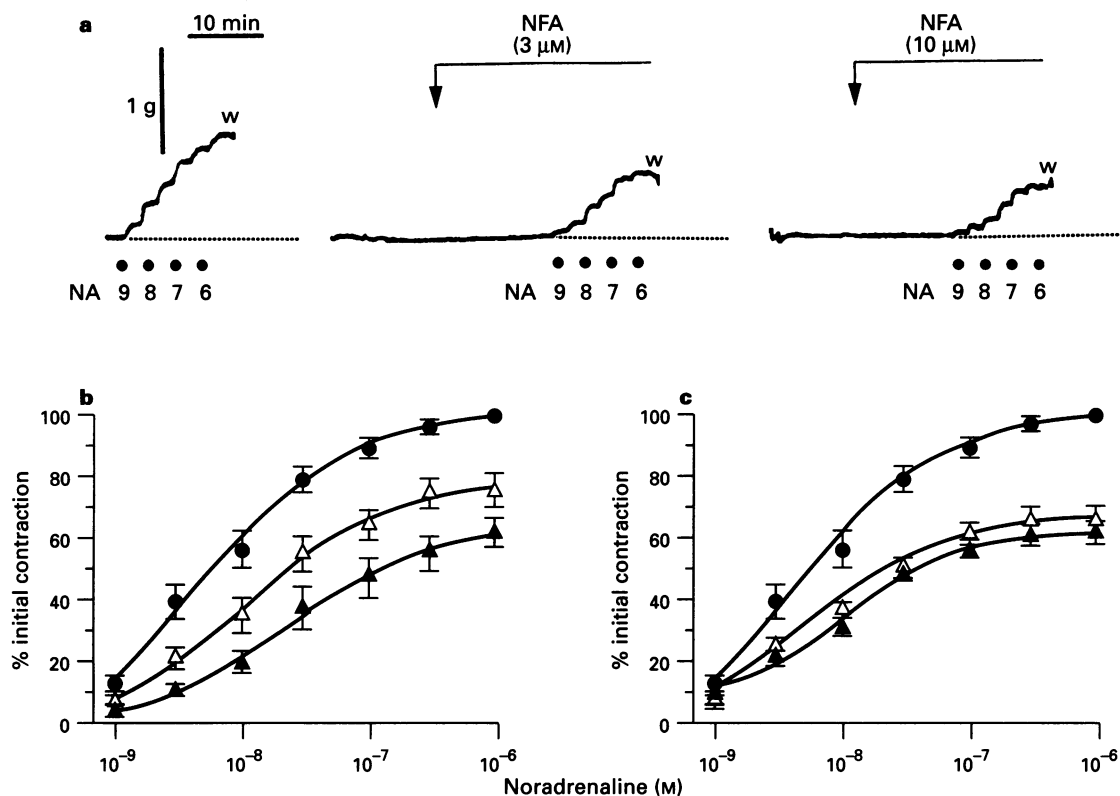 a
10 min
1 g
w
NA 9 8 7 6
NFA
(3 µM)
w
NA 9 8 7 6
NFA
(10 µM)
w
NA 9 8 7 6
b
% initial contraction
100
80
60
40
20
0
10⁻⁹ 10⁻⁸ 10⁻⁷ 10⁻⁶
c
% initial contraction
100
80
60
40
20
0
10⁻⁹ 10⁻⁸ 10⁻⁷ 10⁻⁶
Noradrenaline (M)